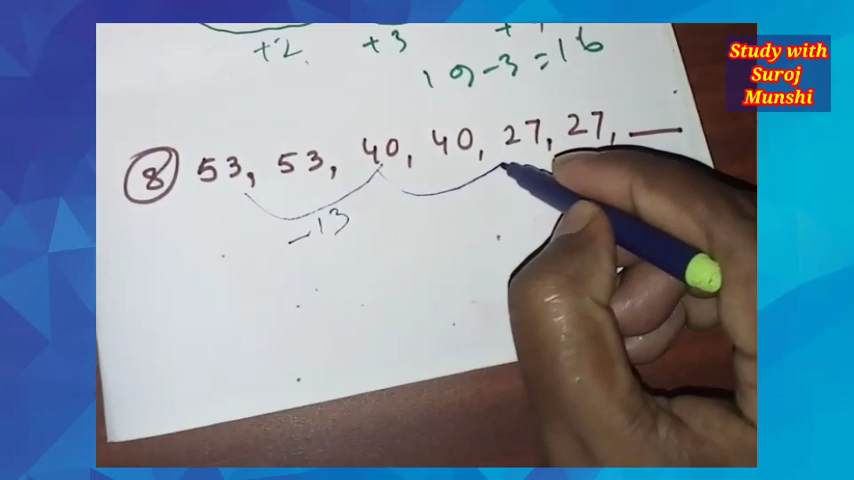 +2 +3
19-3=16
8 53, 53, 40, 40, 27, 27, __
-13
Study with
Suroj
Munshi